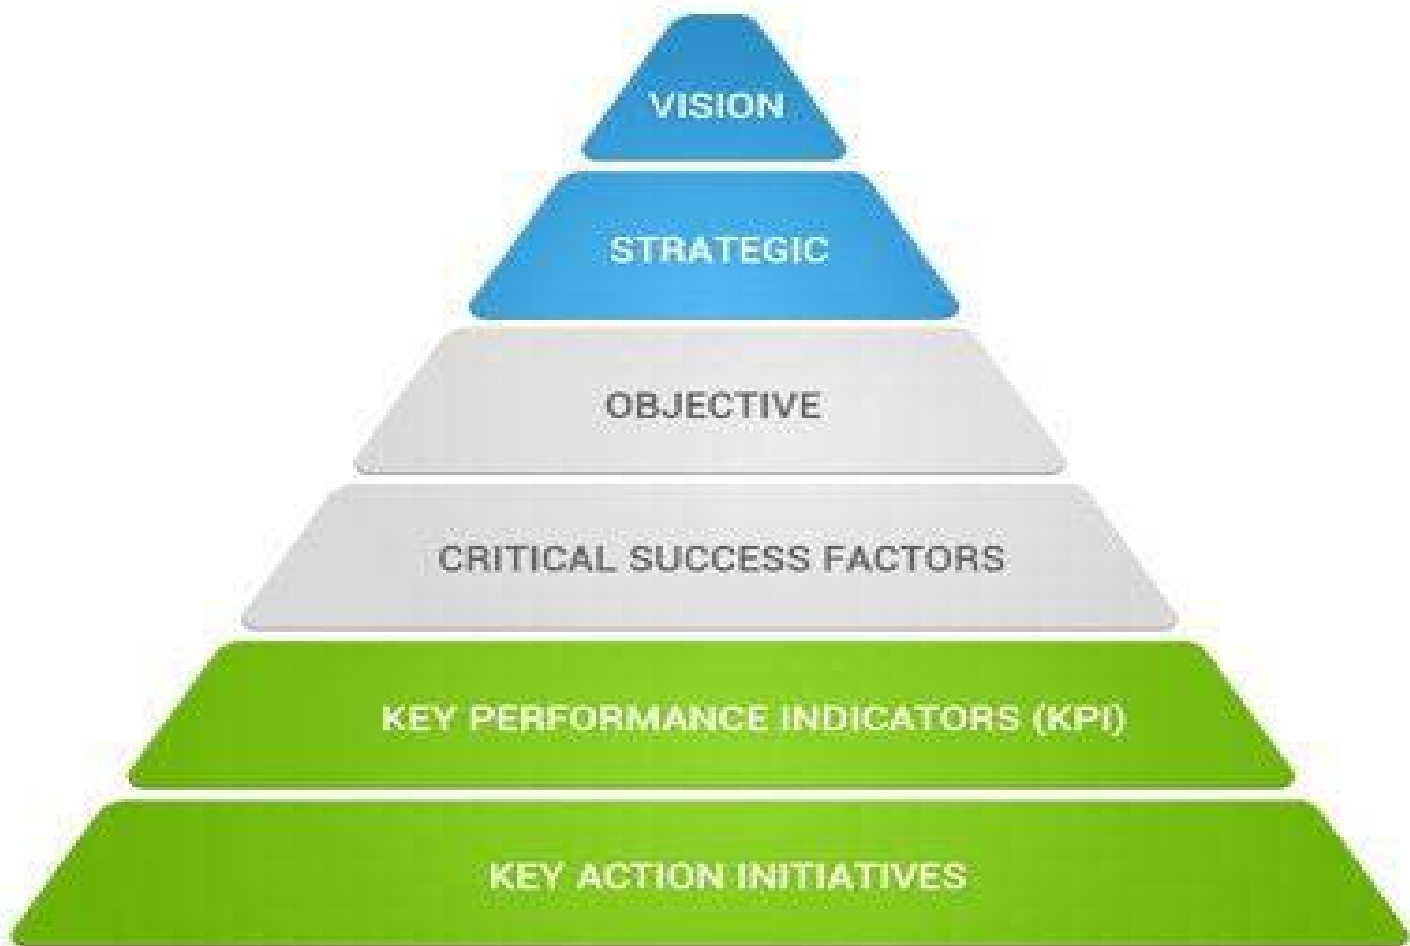 VISION
STRATEGIC
OBJECTIVE
CRITICAL SUCCESS FACTORS
KEY PERFORMANCE INDICATORS (KPI)
KEY ACTION INITIATIVES